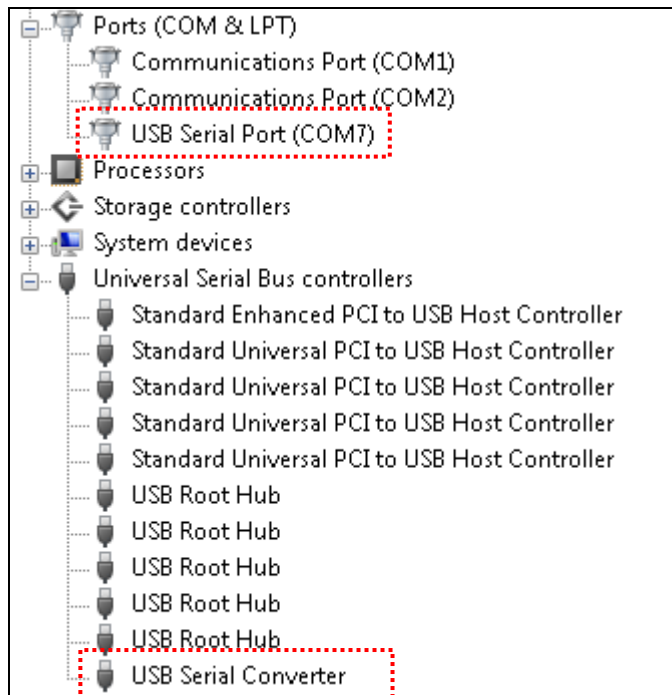 Ports (COM & LPT)
Communications Port (COM1)
Communications Port (COM2)
USB Serial Port (COM7)
Processors
Storage controllers
System devices
Universal Serial Bus controllers
Standard Enhanced PCI to USB Host Controller
Standard Universal PCI to USB Host Controller
Standard Universal PCI to USB Host Controller
Standard Universal PCI to USB Host Controller
Standard Universal PCI to USB Host Controller
USB Root Hub
USB Root Hub
USB Root Hub
USB Root Hub
USB Root Hub
USB Serial Converter